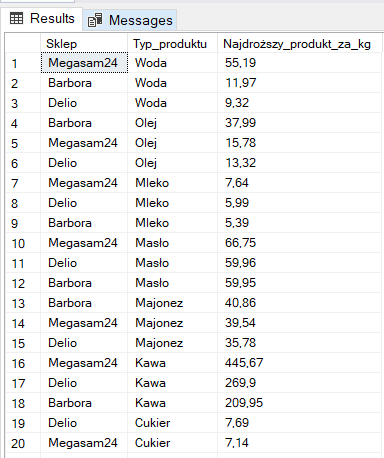 Results Messages
Sklep Typ_produktu Najdroższy_produkt_za_kg
1 Megasam24 Woda 55,19
2 Barbora Woda 11,97
3 Delio Woda 9,32
4 Barbora Olej 37,99
5 Megasam24 Olej 15,78
6 Delio Olej 13,32
7 Megasam24 Mleko 7,64
8 Delio Mleko 5,99
9 Barbora Mleko 5,39
10 Megasam24 Masło 66,75
11 Delio Masło 59,96
12 Barbora Masło 59,95
13 Barbora Majonez 40,86
14 Megasam24 Majonez 39,54
15 Delio Majonez 35,78
16 Megasam24 Kawa 445,67
17 Delio Kawa 269,9
18 Barbora Kawa 209,95
19 Delio Cukier 7,69
20 Megasam24 Cukier 7,14